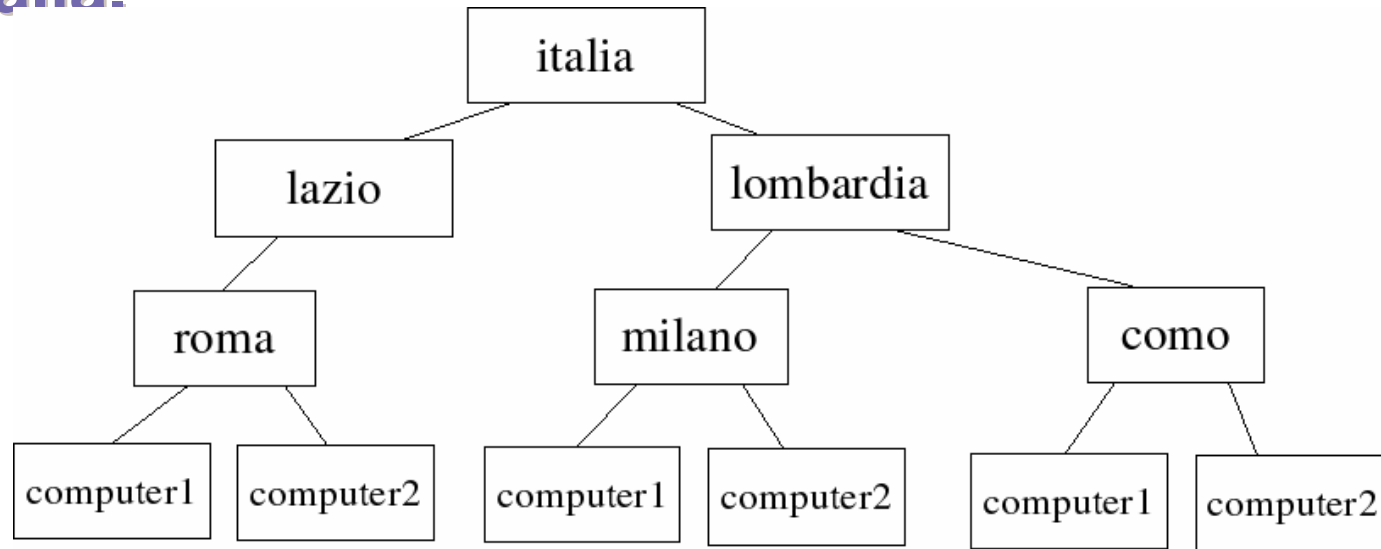 italia
lazio
lombardia
roma
milano
como
computer1
computer2
computer1
computer2
computer1
computer2